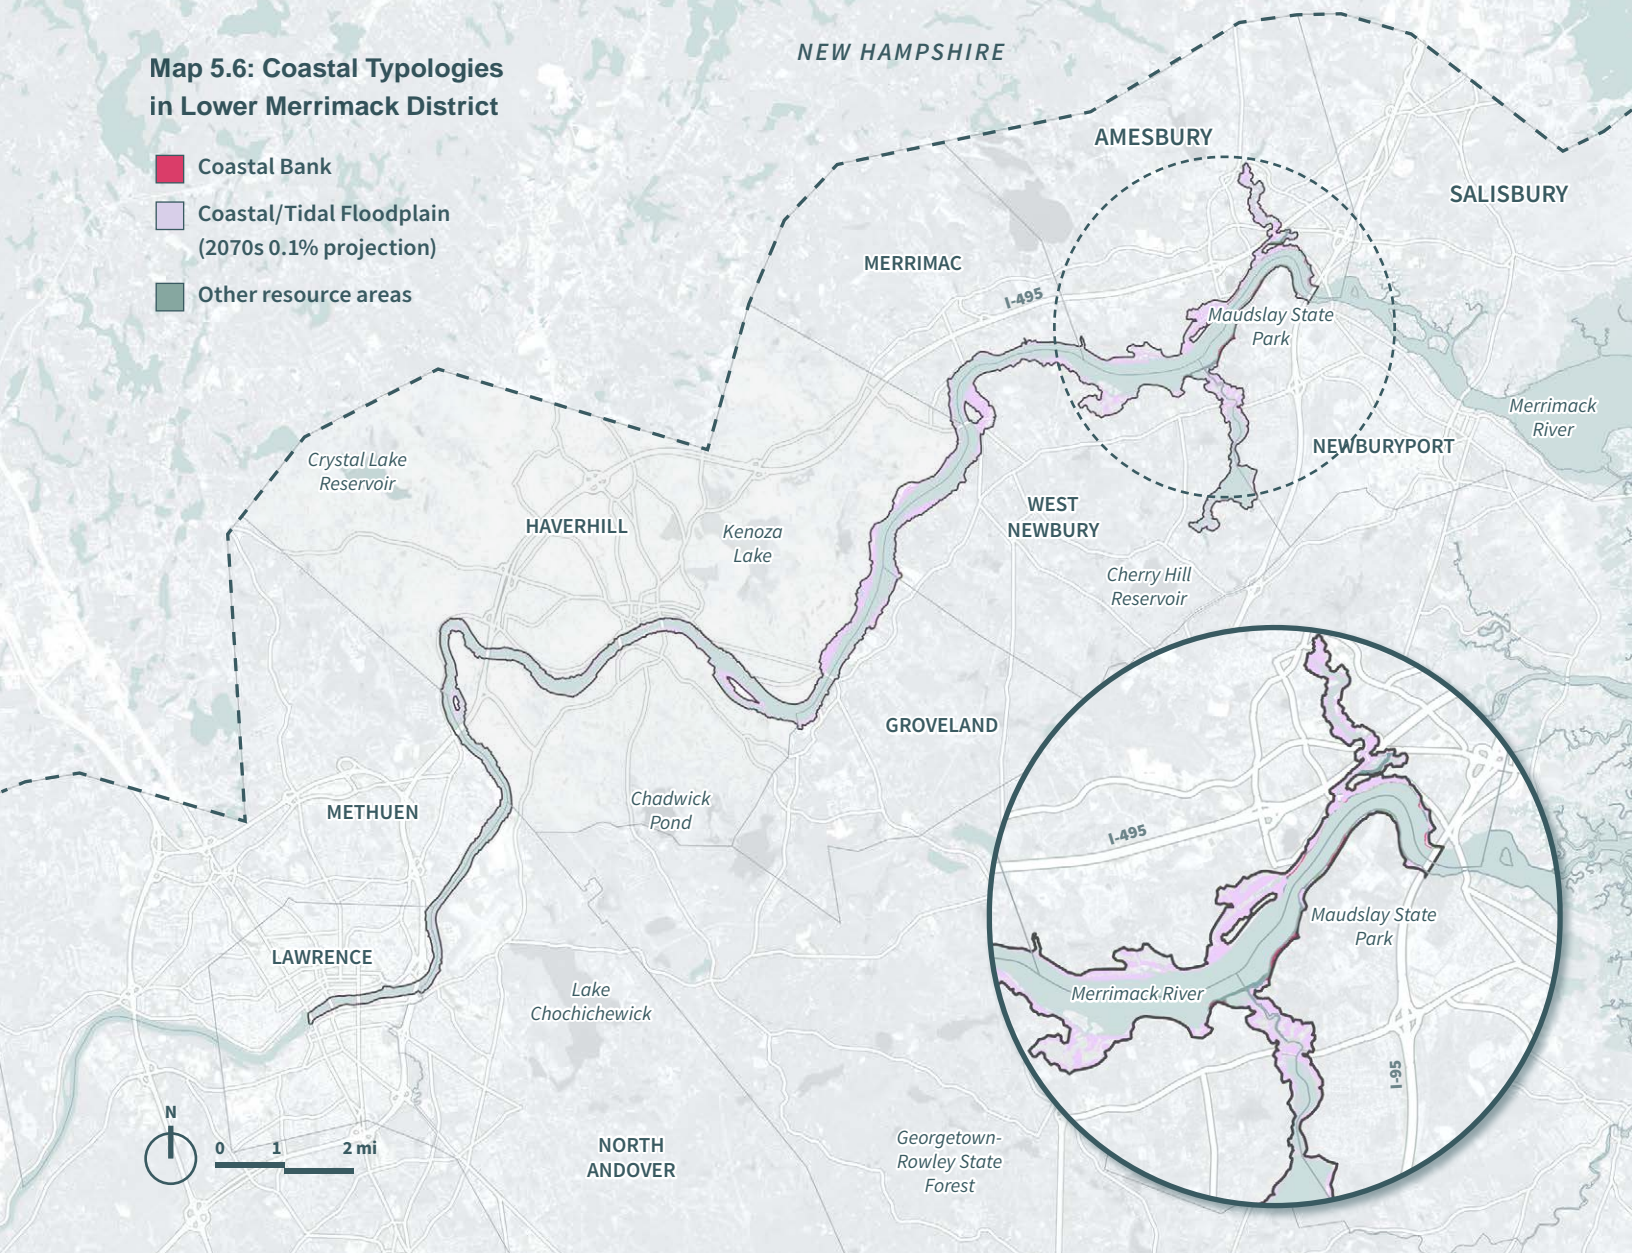 Map 5.6: Coastal Typologies
in Lower Merrimack District
Coastal Bank
Coastal/Tidal Floodplain
(2070s 0.1% projection)
Other resource areas
NEW HAMPSHIRE
AMESBURY
SALISBURY
MERRIMAC
I-495
Maudslay State
Park
Merrimack
River
NEWBURYPORT
Crystal Lake
Reservoir
HAVERHILL
Kenoza
Lake
WEST
NEWBURY
Cherry Hill
Reservoir
GROVELAND
METHUEN
Chadwick
Pond
I-495
Maudslay State
Park
LAWRENCE
Lake
Chochichewick
Merrimack River
I-95
N
0 1 2 mi
NORTH
ANDOVER
Georgetown-
Rowley State
Forest